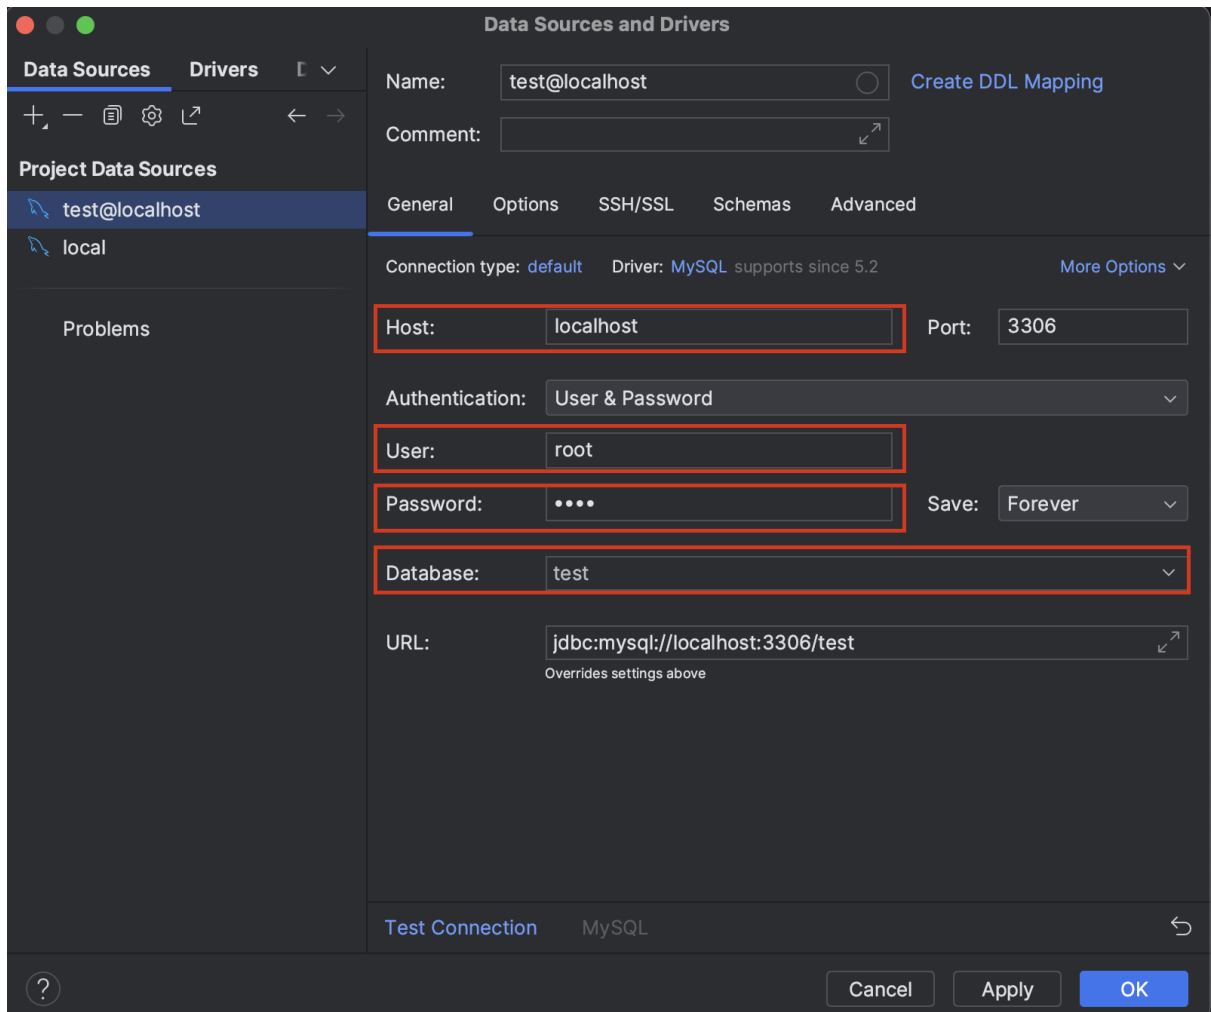 Data Sources and Drivers
Data Sources Drivers
Name: test@localhost Create DDL Mapping
Comment:
Project Data Sources
test@localhost
local
Problems
General Options SSH/SSL Schemas Advanced
Connection type: default Driver: MySQL supports since 5.2 More Options
Host: localhost Port: 3306
Authentication: User & Password
User: root
Password: •••• Save: Forever
Database: test
URL: jdbc:mysql://localhost:3306/test
Overrides settings above
Test Connection MySQL
? Cancel Apply OK